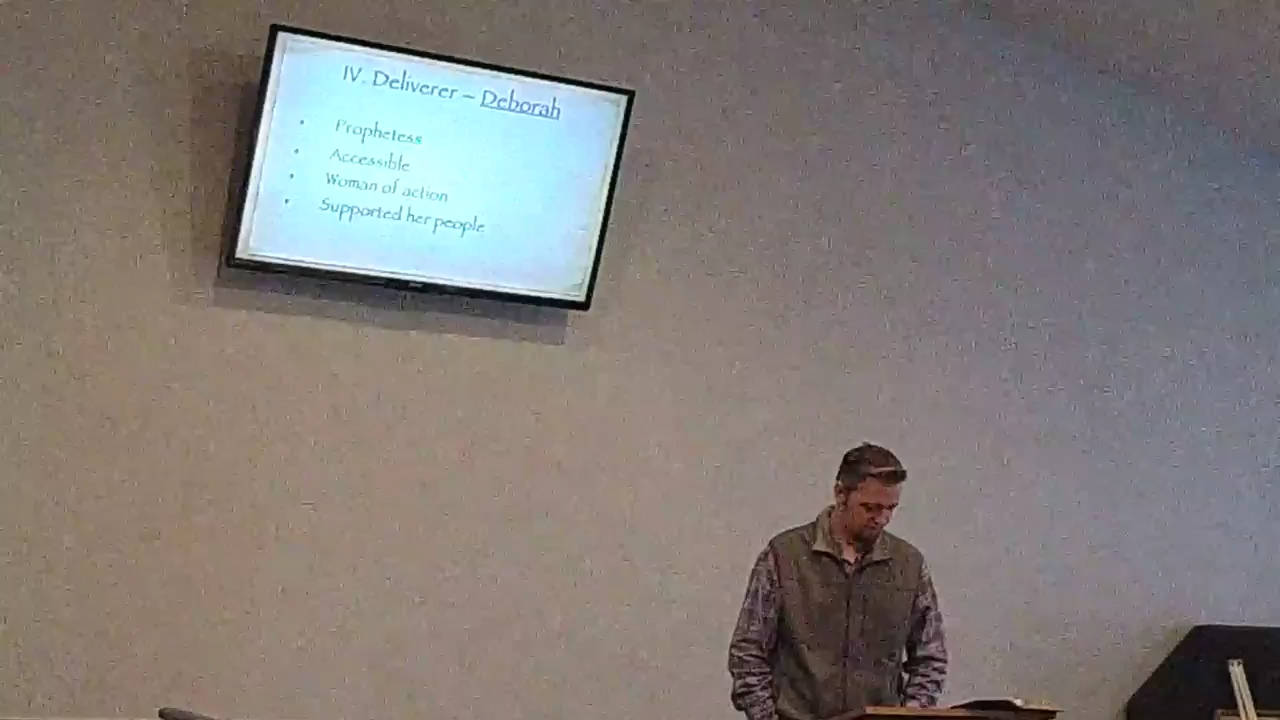 IV. Deliverer – Deborah
• Prophetess
• Accessible
• Woman of action
• Supported her people